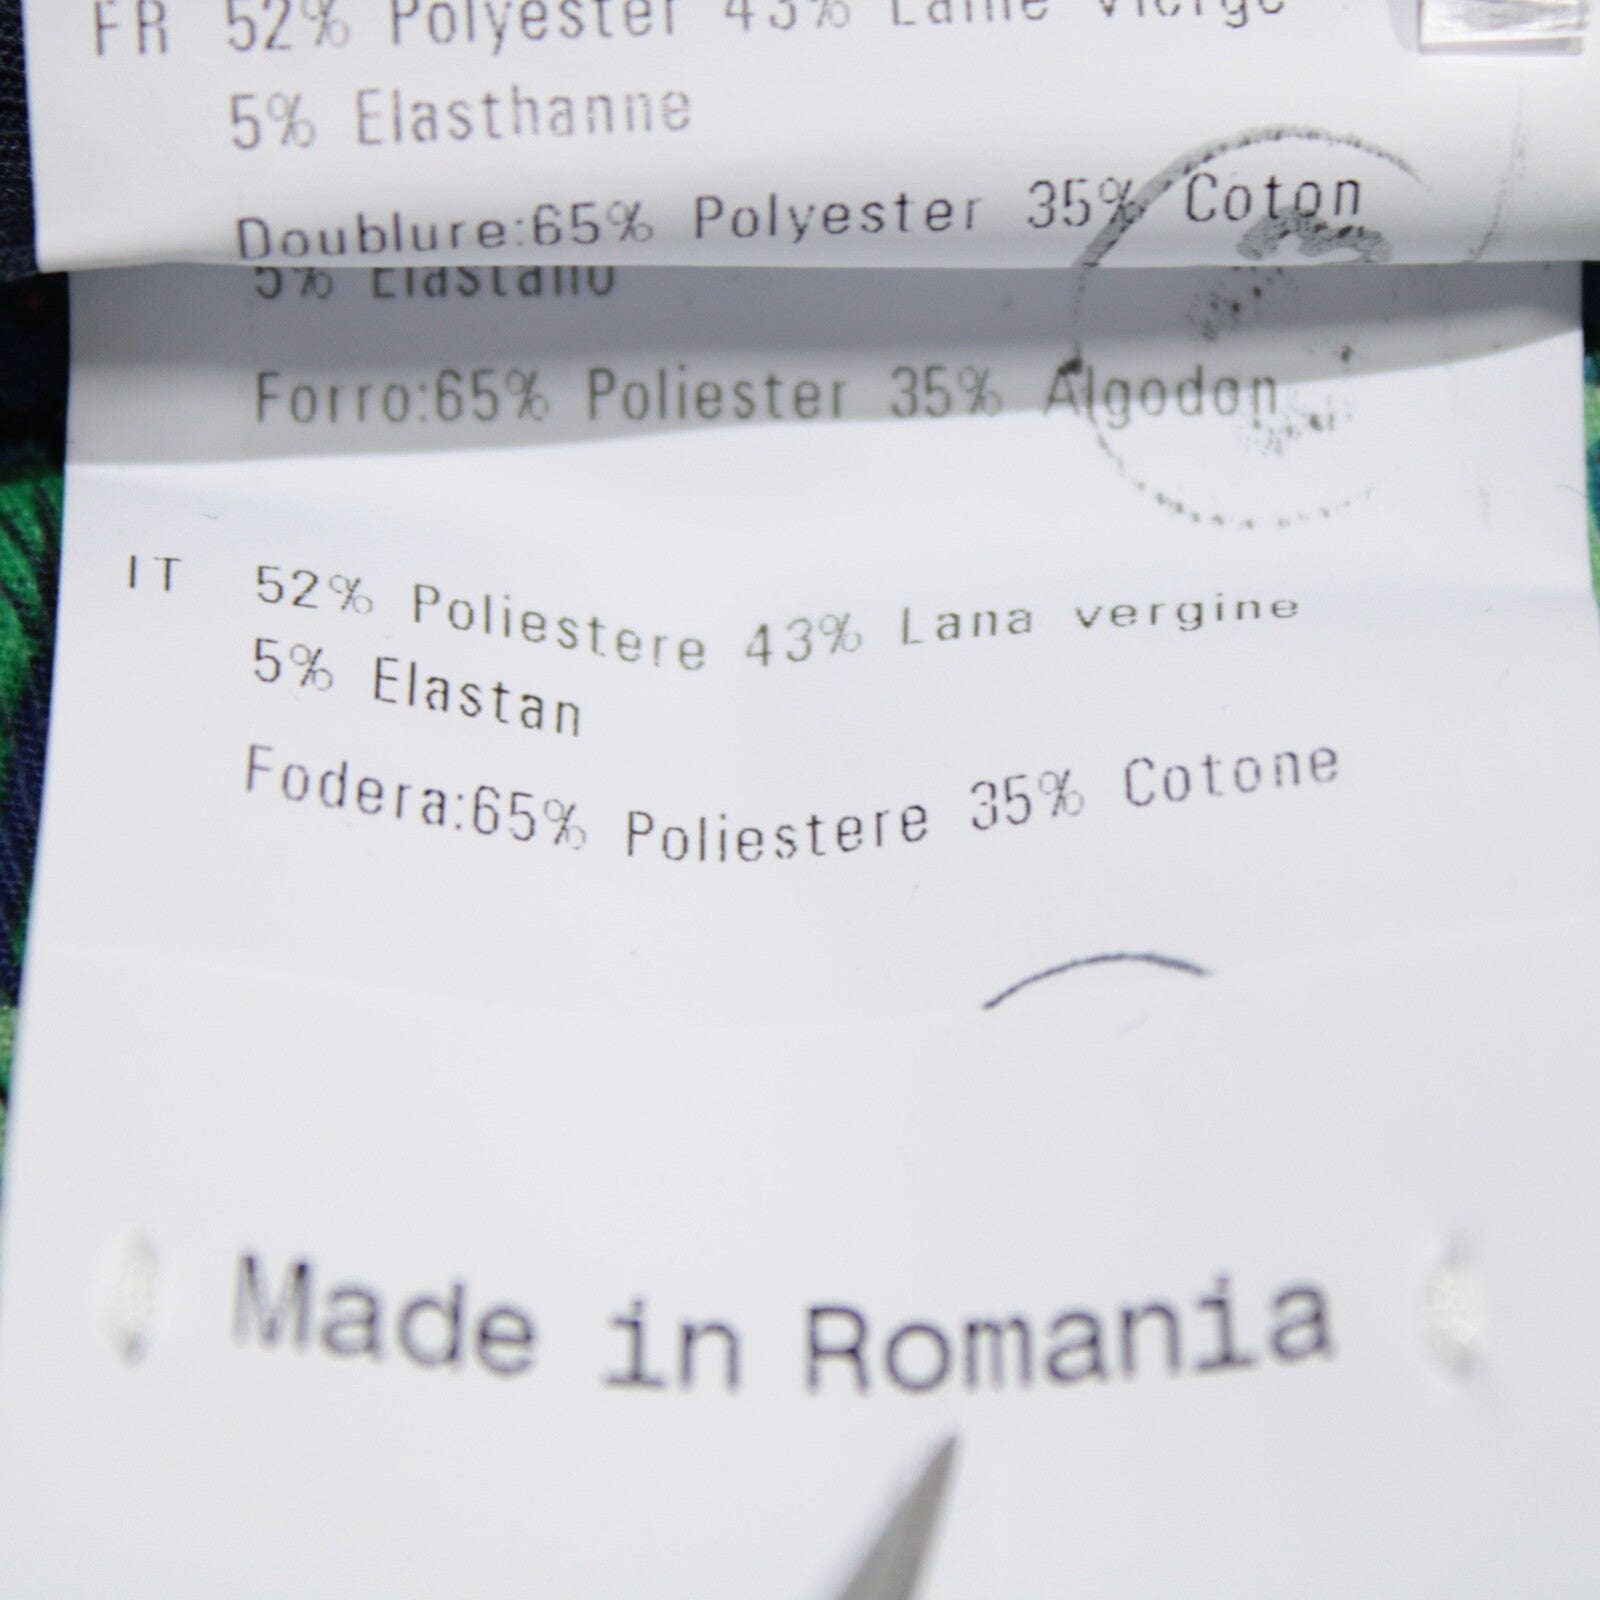 FR 52% Polyester 43% Laine Vierge
5% Elasthanne
Doublure:65% Polyester 35% Coton
5% Elastano
Forro:65% Poliester 35% Algodon
IT 52% Poliestere 43% Lana vergine
5% Elastan
Fodera:65% Poliestere 35% Cotone
Made in Romania